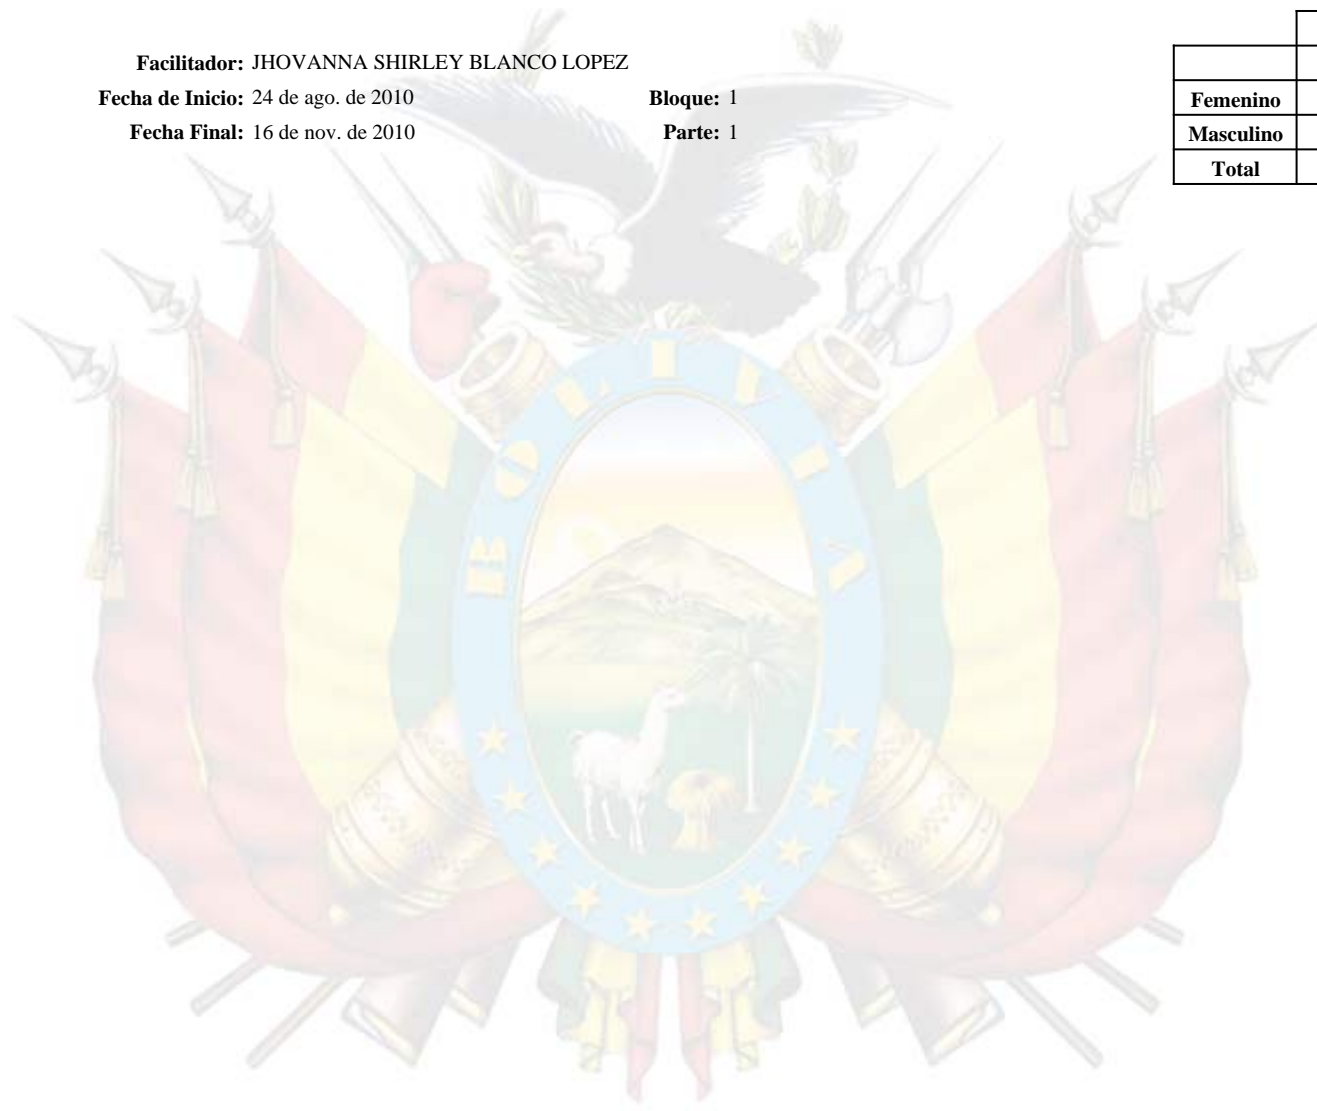 Facilitador: JHOVANNA SHIRLEY BLANCO LOPEZ
Fecha de Inicio: 24 de ago. de 2010 Bloque: 1
Fecha Final: 16 de nov. de 2010 Parte: 1
Femenino
Masculino
Total
BOLIVIA